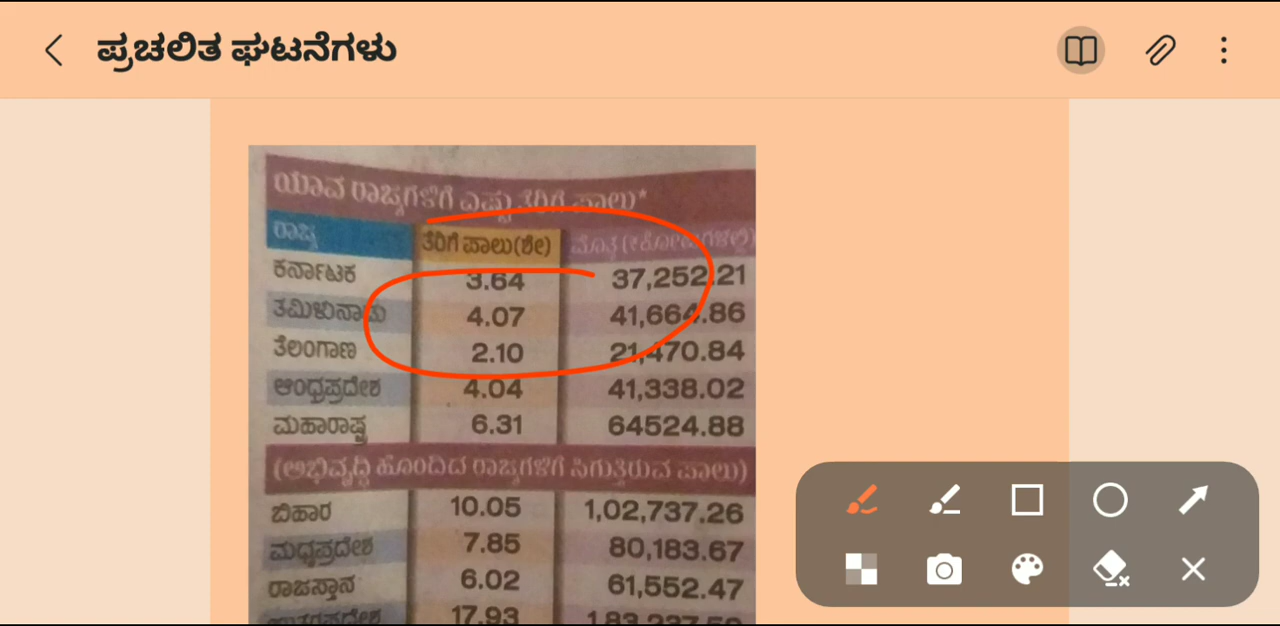 ಪ್ರಚಲಿತ ಘಟನೆಗಳು
ಯಾವ ರಾಜ್ಯಗಳಿಗೆ ಎಷ್ಟು ತೆರಿಗೆ ಪಾಲು*
ರಾಜ್ಯ ತೆರಿಗೆ ಪಾಲು(ಶೇ) ಮೊತ್ತ (₹ಕೋಟಿಗಳಲ್ಲಿ)
ಕರ್ನಾಟಕ 3.64 37,252.21
ತಮಿಳುನಾಡು 4.07 41,664.86
ತೆಲಂಗಾಣ 2.10 21,470.84
ಆಂಧ್ರಪ್ರದೇಶ 4.04 41,338.02
ಮಹಾರಾಷ್ಟ್ರ 6.31 64524.88
(ಅಭಿವೃದ್ಧಿ ಹೊಂದಿದ ರಾಜ್ಯಗಳಿಗೆ ಸಿಗುತ್ತಿರುವ ಪಾಲು)
ಬಿಹಾರ 10.05 1,02,737.26
ಮಧ್ಯಪ್ರದೇಶ 7.85 80,183.67
ರಾಜಸ್ತಾನ 6.02 61,552.47
17.93